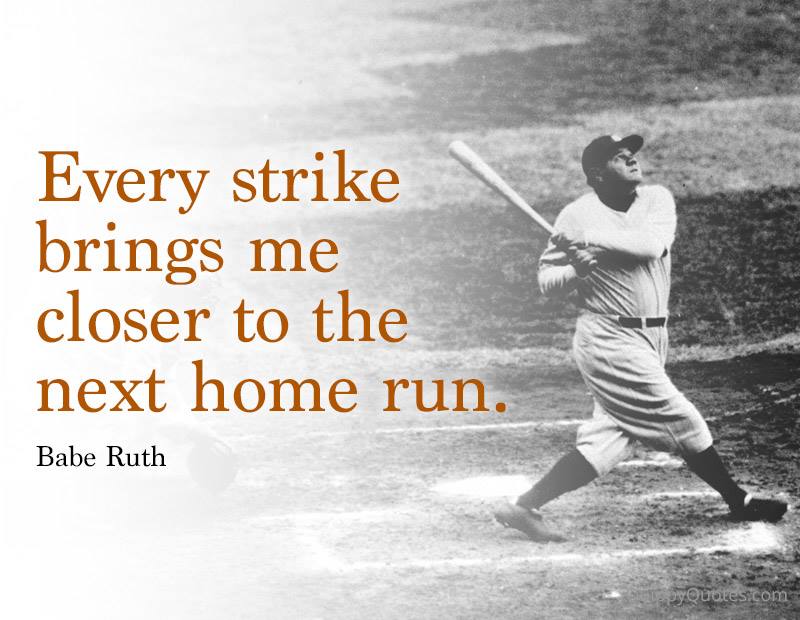 Every strike
brings me
closer to the
next home run.
Babe Ruth